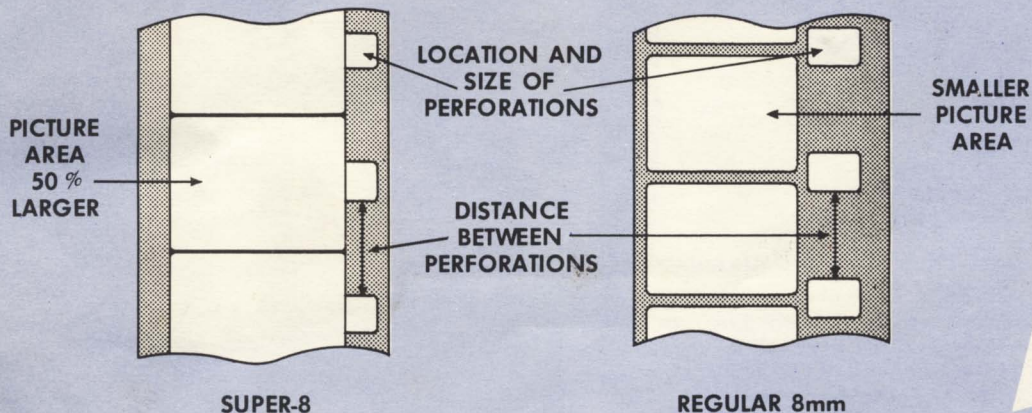 PICTURE
AREA
50 %
LARGER
LOCATION AND
SIZE OF
PERFORATIONS
DISTANCE
BETWEEN
PERFORATIONS
SMALLER
PICTURE
AREA
SUPER-8
REGULAR 8mm